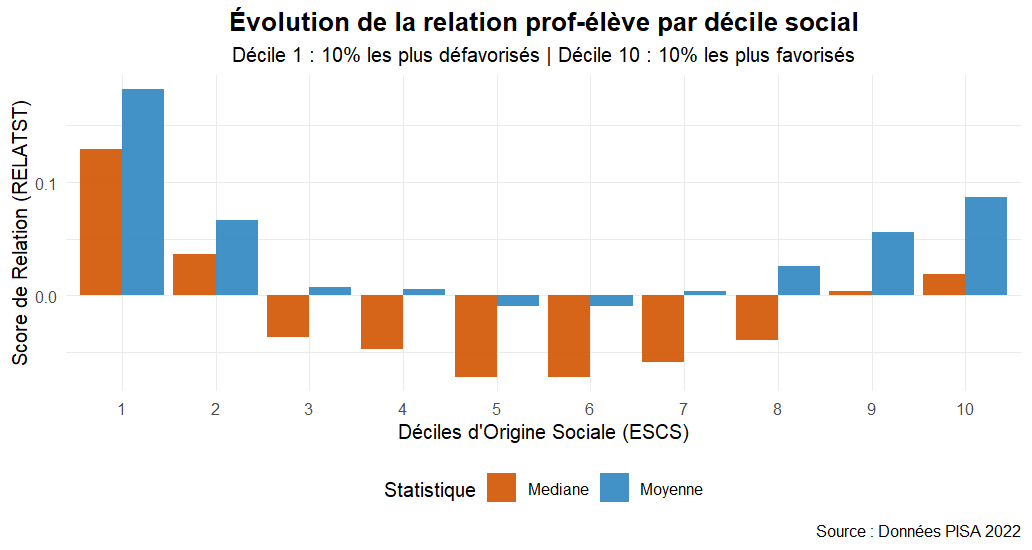 Évolution de la relation prof-élève par décile social
Décile 1 : 10% les plus défavorisés | Décile 10 : 10% les plus favorisés
Score de Relation (RELATST)
0.1
0.0
1 2 3 4 5 6 7 8 9 10
Déciles d'Origine Sociale (ESCS)
Statistique Mediane Moyenne
Source : Données PISA 2022